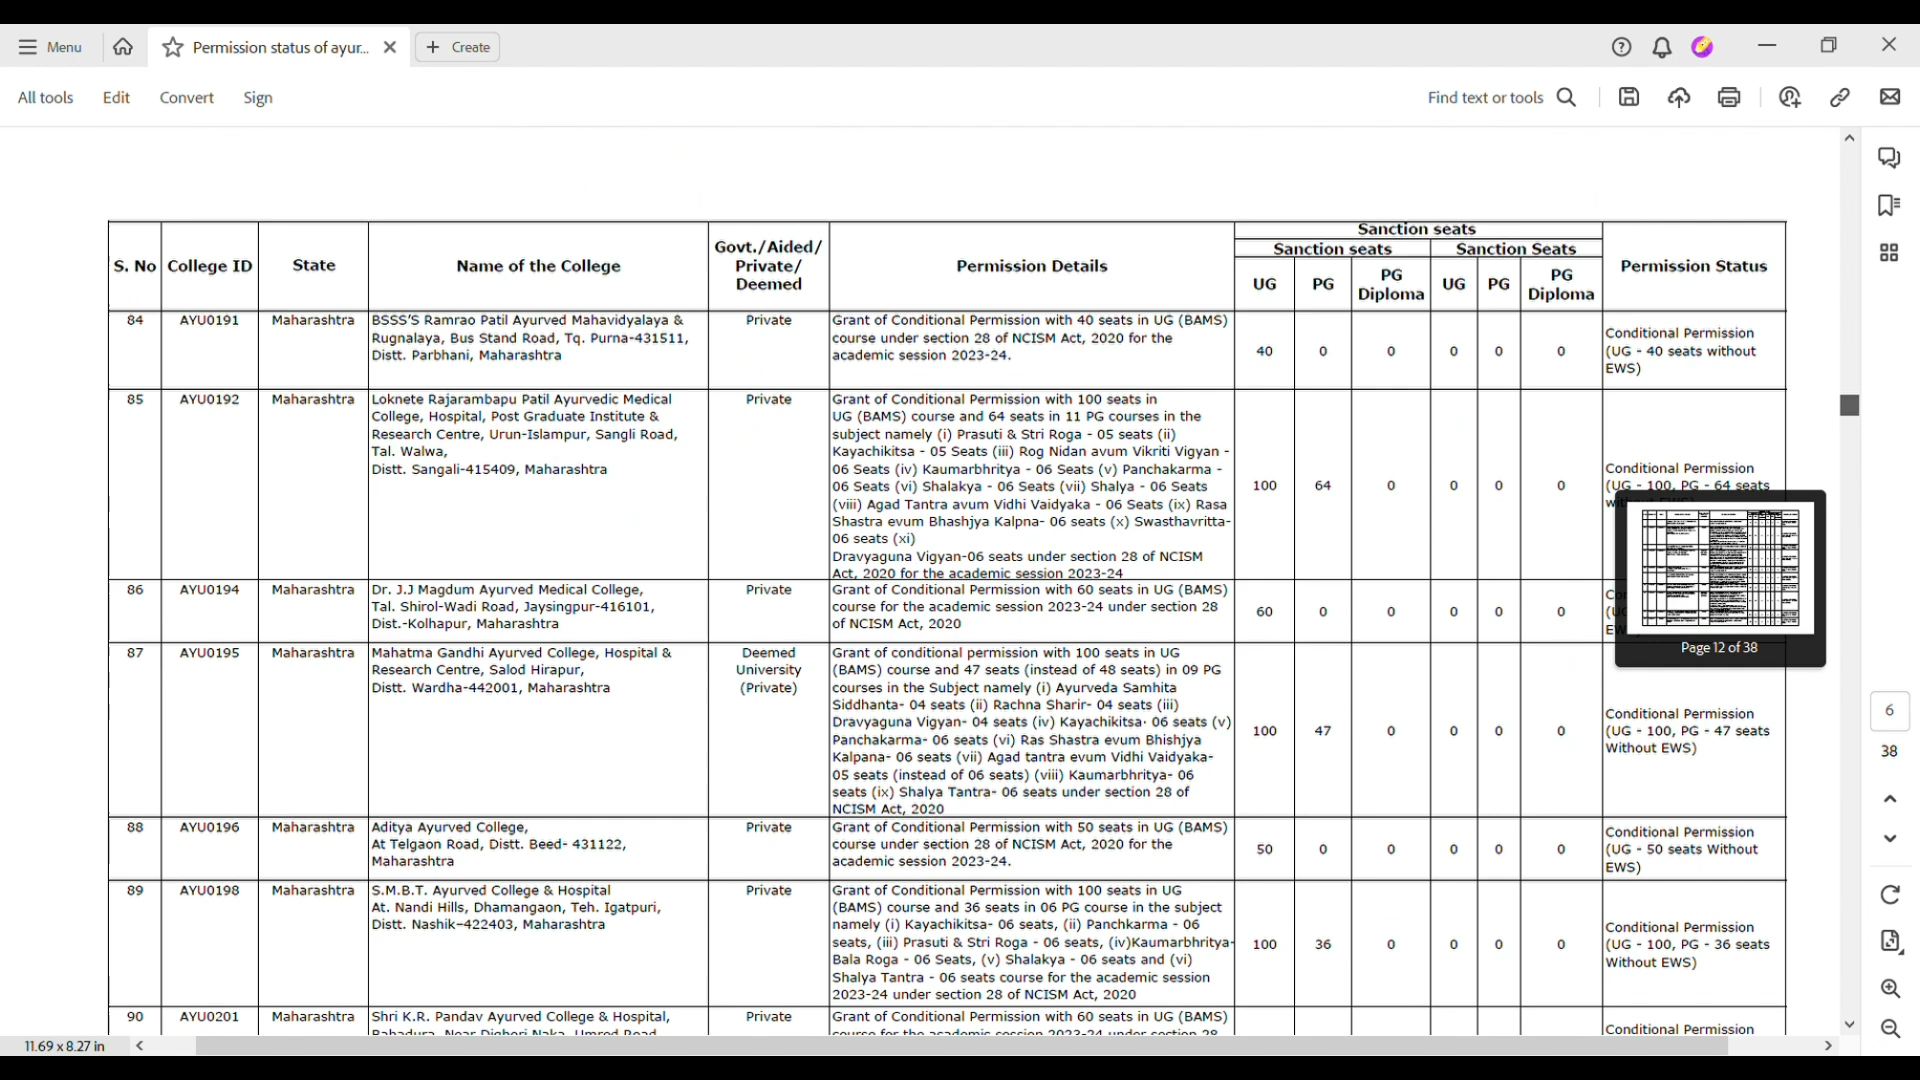 Menu
Permission status of ayur...
Create
All tools
Edit
Convert
Sign
Find text or tools
S. No
College ID
State
Name of the College
Govt./Aided/
Private/
Deemed
Permission Details
Sanction seats
Sanction seats
Sanction Seats
UG
PG
PG
Diploma
UG
PG
PG
Diploma
Permission Status
84
AYU0191
Maharashtra
BSSS'S Ramrao Patil Ayurved Mahavidyalaya &
Rugnalaya, Bus Stand Road, Tq. Purna-431511,
Distt. Parbhani, Maharashtra
Private
Grant of Conditional Permission with 40 seats in UG (BAMS)
course under section 28 of NCISM Act, 2020 for the
academic session 2023-24.
40
0
0
0
0
0
Conditional Permission
(UG - 40 seats without
EWS)
85
AYU0192
Maharashtra
Loknete Rajarambapu Patil Ayurvedic Medical
College, Hospital, Post Graduate Institute &
Research Centre, Urun-Islampur, Sangli Road,
Tal. Walwa,
Distt. Sangali-415409, Maharashtra
Private
Grant of Conditional Permission with 100 seats in
UG (BAMS) course and 64 seats in 11 PG courses in the
subject namely (i) Prasuti & Stri Roga - 05 seats (ii)
Kayachikitsa - 05 Seats (iii) Rog Nidan avum Vikriti Vigyan -
06 Seats (iv) Kaumarbhritya - 06 Seats (v) Panchakarma -
06 Seats (vi) Shalakya - 06 Seats (vii) Shalya - 06 Seats
(viii) Agad Tantra avum Vidhi Vaidyaka - 06 Seats (ix) Rasa
Shastra evum Bhashjya Kalpna- 06 seats (x) Swasthavritta-
06 seats (xi)
Dravyaguna Vigyan-06 seats under section 28 of NCISM
Act, 2020 for the academic session 2023-24
100
64
0
0
0
0
Conditional Permission
(UG - 100, PG - 64 seats
86
AYU0194
Maharashtra
Dr. J.J Magdum Ayurved Medical College,
Tal. Shirol-Wadi Road, Jaysingpur-416101,
Dist.-Kolhapur, Maharashtra
Private
Grant of Conditional Permission with 60 seats in UG (BAMS)
course for the academic session 2023-24 under section 28
of NCISM Act, 2020
60
0
0
0
0
0
Page 12 of 38
87
AYU0195
Maharashtra
Mahatma Gandhi Ayurved College, Hospital &
Research Centre, Salod Hirapur,
Distt. Wardha-442001, Maharashtra
Deemed
University
(Private)
Grant of conditional permission with 100 seats in UG
(BAMS) course and 47 seats (instead of 48 seats) in 09 PG
courses in the Subject namely (i) Ayurveda Samhita
Siddhanta- 04 seats (ii) Rachna Sharir- 04 seats (iii)
Dravyaguna Vigyan- 04 seats (iv) Kayachikitsa- 06 seats (v)
Panchakarma- 06 seats (vi) Ras Shastra evum Bhishjya
Kalpana- 06 seats (vii) Agad tantra evum Vidhi Vaidyaka-
05 seats (instead of 06 seats) (viii) Kaumarbhritya- 06
seats (ix) Shalya Tantra- 06 seats under section 28 of
NCISM Act, 2020
100
47
0
0
0
0
Conditional Permission
(UG - 100, PG - 47 seats
Without EWS)
88
AYU0196
Maharashtra
Aditya Ayurved College,
At Telgaon Road, Distt. Beed- 431122,
Maharashtra
Private
Grant of Conditional Permission with 50 seats in UG (BAMS)
course under section 28 of NCISM Act, 2020 for the
academic session 2023-24.
50
0
0
0
0
0
Conditional Permission
(UG - 50 seats Without
EWS)
89
AYU0198
Maharashtra
S.M.B.T. Ayurved College & Hospital
At. Nandi Hills, Dhamangaon, Teh. Igatpuri,
Distt. Nashik–422403, Maharashtra
Private
Grant of Conditional Permission with 100 seats in UG
(BAMS) course and 36 seats in 06 PG course in the subject
namely (i) Kayachikitsa- 06 seats, (ii) Panchkarma - 06
seats, (iii) Prasuti & Stri Roga - 06 seats, (iv)Kaumarbhritya-
Bala Roga - 06 Seats, (v) Shalakya - 06 seats and (vi)
Shalya Tantra - 06 seats course for the academic session
2023-24 under section 28 of NCISM Act, 2020
100
36
0
0
0
0
Conditional Permission
(UG - 100, PG - 36 seats
Without EWS)
90
AYU0201
Maharashtra
Shri K.R. Pandav Ayurved College & Hospital,
Bahadura, Near Dighori Naka, Umred Road,
Private
Grant of Conditional Permission with 60 seats in UG (BAMS)
course for the academic session 2023-24 under section 28
Conditional Permission
6
38
11.69 x 8.27 in